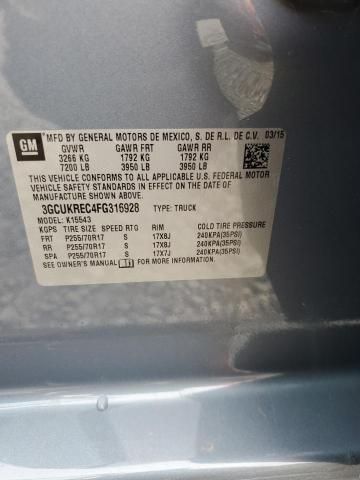 GM
MFD BY GENERAL MOTORS DE MEXICO, S. DE R.L. DE C.V. 03/15
GVWR GAWR FRT GAWR RR
3266 KG 1792 KG 1792 KG
7200 LB 3950 LB 3950 LB
THIS VEHICLE CONFORMS TO ALL APPLICABLE U.S. FEDERAL MOTOR
VEHICLE SAFETY AND THEFT PREVENTION STANDARDS IN EFFECT ON THE DATE OF
MANUFACTURE SHOWN ABOVE.
3GCUKREC4FG316928 TYPE: TRUCK
MODEL: K15543
KGPS TIRE SIZE SPEED RTG RIM COLD TIRE PRESSURE
FRT P255/70R17 S 17X8J 240KPA(35PSI)
RR P255/70R17 S 17X8J 240KPA(35PSI)
SPA P255/70R17 S 17X7J 240KPA(35PSI)
SEE OWNER'S MANUAL FOR MORE INFORMATION.